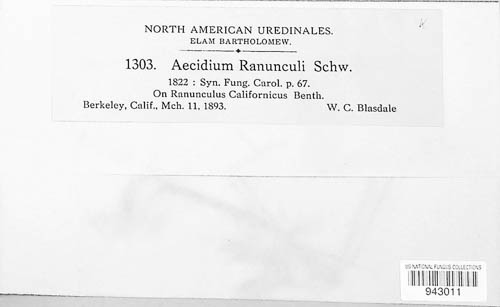 NORTH AMERICAN UREDINALES.
ELAM BARTHOLOMEW.
1303. Aecidium Ranunculi Schw.
1822 : Syn. Fung. Carol. p. 67.
On Ranunculus Californicus Benth.
Berkeley, Calif., Mch. 11, 1893. W. C. Blasdale
US NATIONAL FUNGUS COLLECTIONS
943011